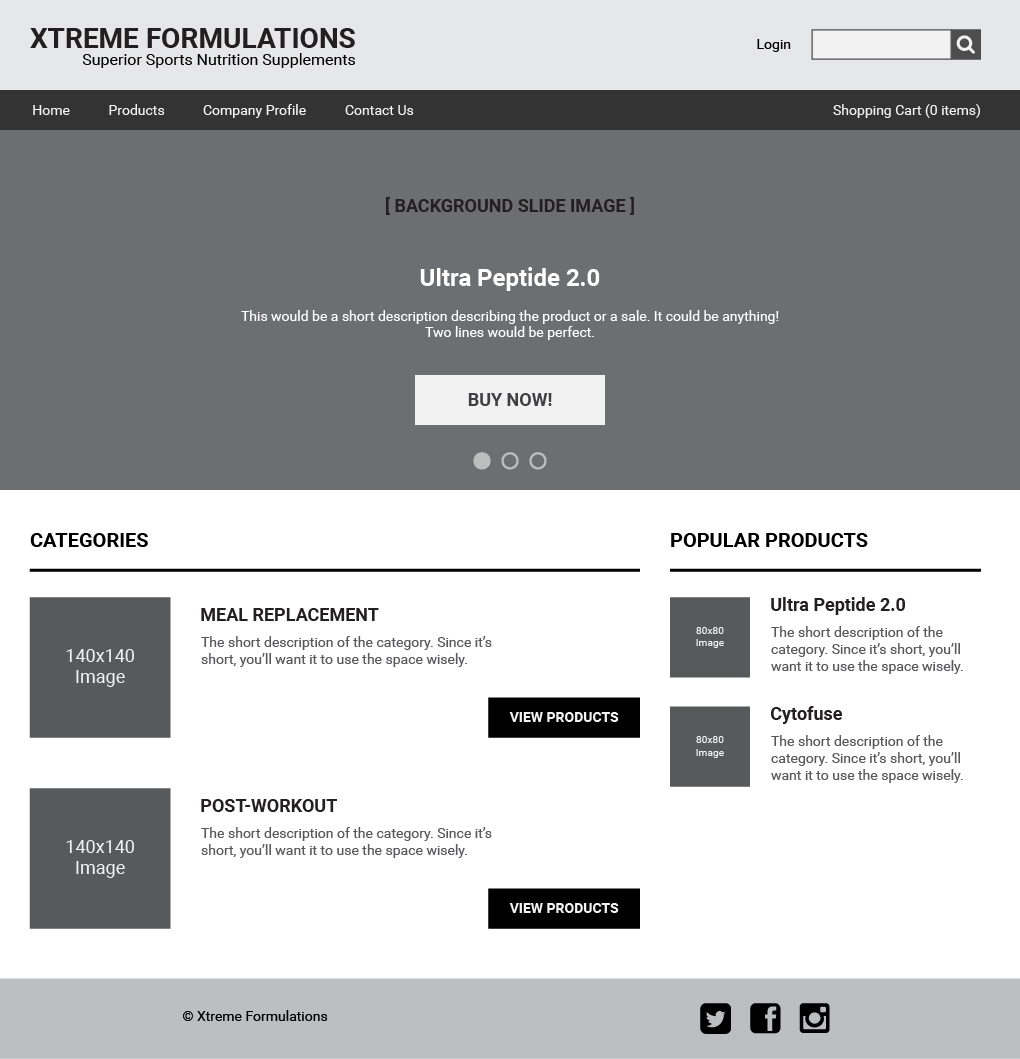 XTREME FORMULATIONS
Superior Sports Nutrition Supplements
Login
Home Products Company Profile Contact Us Shopping Cart (0 items)
[ BACKGROUND SLIDE IMAGE ]
Ultra Peptide 2.0
This would be a short description describing the product or a sale. It could be anything!
Two lines would be perfect.
BUY NOW!
CATEGORIES
140x140
Image
MEAL REPLACEMENT
The short description of the category. Since it’s
short, you’ll want it to use the space wisely.
VIEW PRODUCTS
140x140
Image
POST-WORKOUT
The short description of the category. Since it’s
short, you’ll want it to use the space wisely.
VIEW PRODUCTS
POPULAR PRODUCTS
80x80
Image
Ultra Peptide 2.0
The short description of the
category. Since it’s short, you’ll
want it to use the space wisely.
80x80
Image
Cytofuse
The short description of the
category. Since it’s short, you’ll
want it to use the space wisely.
© Xtreme Formulations